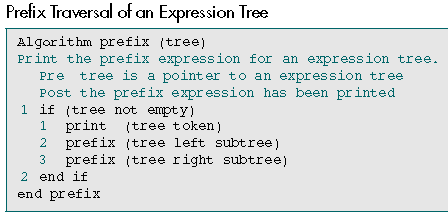 Prefix Traversal of an Expression Tree
Algorithm prefix (tree)
Print the prefix expression for an expression tree.
Pre tree is a pointer to an expression tree
Post the prefix expression has been printed
1 if (tree not empty)
1 print (tree token)
2 prefix (tree left subtree)
3 prefix (tree right subtree)
2 end if
end prefix